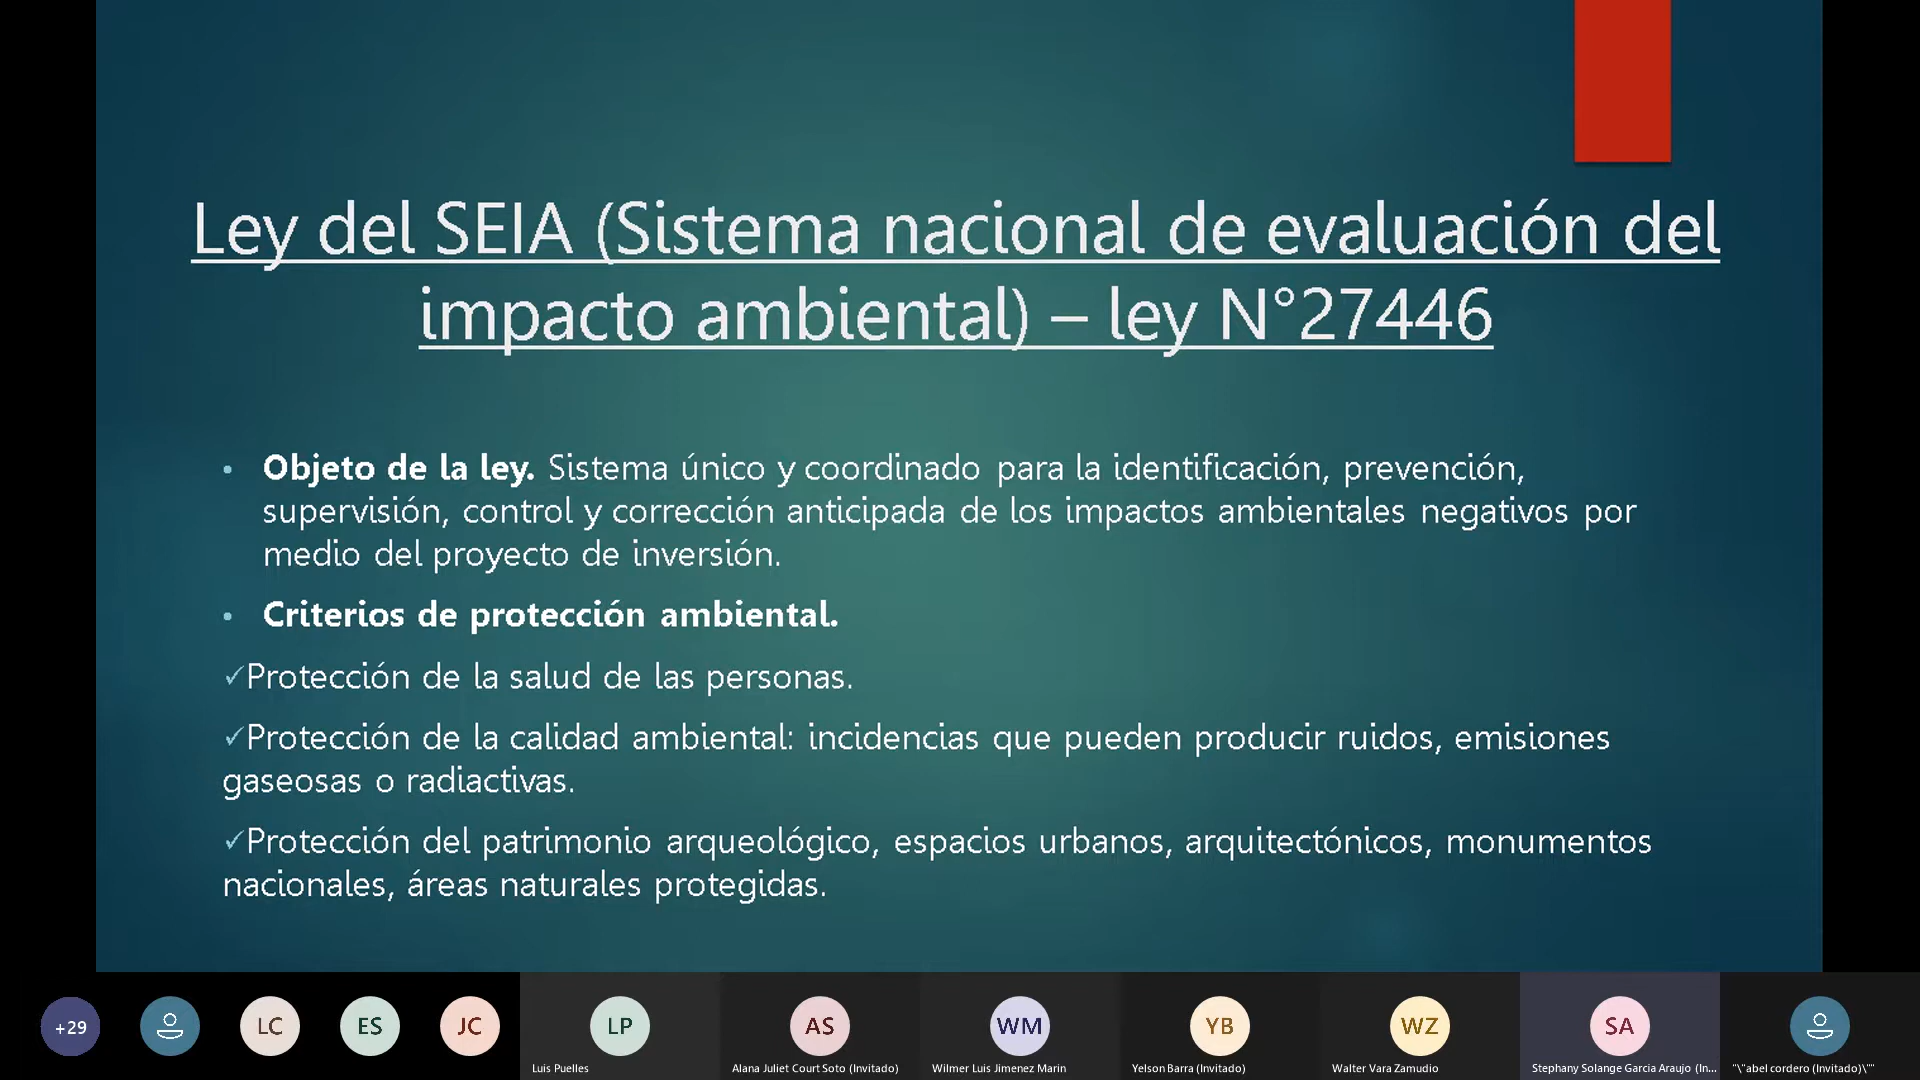 Ley del SEIA (Sistema nacional de evaluación del
impacto ambiental) – ley N°27446
• Objeto de la ley. Sistema único y coordinado para la identificación, prevención,
supervisión, control y corrección anticipada de los impactos ambientales negativos por
medio del proyecto de inversión.
• Criterios de protección ambiental.
✓Protección de la salud de las personas.
✓Protección de la calidad ambiental: incidencias que pueden producir ruidos, emisiones
gaseosas o radiactivas.
✓Protección del patrimonio arqueológico, espacios urbanos, arquitectónicos, monumentos
nacionales, áreas naturales protegidas.
+29 LC ES JC LP AS WM YB WZ SA
Luis Puelles
Alana Juliet Court Soto (Invitado)
Wilmer Luis Jimenez Marin
Yelson Barra (Invitado)
Walter Vara Zamudio
Stephany Solange Garcia Araujo (In...
"\"abel cordero (Invitado)\""